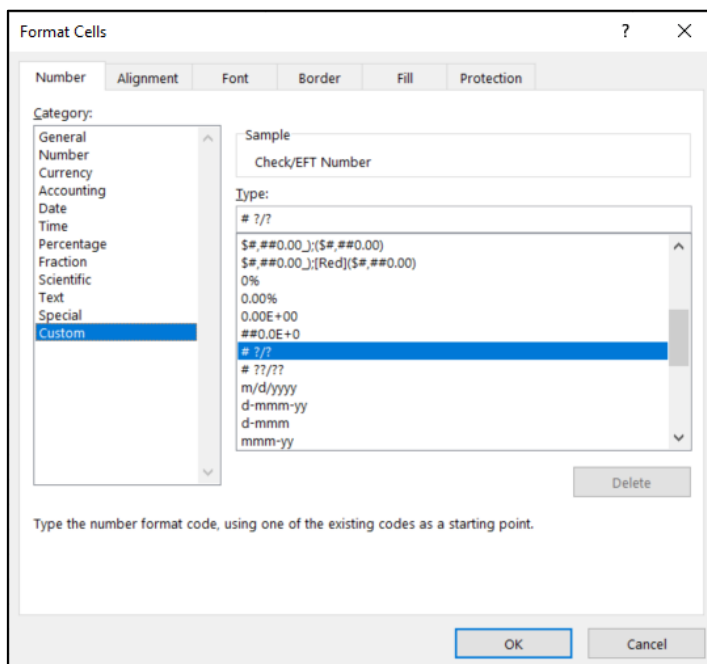 Format Cells ?
Number Alignment Font Border Fill Protection
Category:
General
Number
Currency
Accounting
Date
Time
Percentage
Fraction
Scientific
Text
Special
Custom
Sample
Check/EFT Number
Type:
# ?/?
$#,##0.00_);($#,##0.00)
$#,##0.00_);[Red]($#,##0.00)
0%
0.00%
0.00E+00
##0.0E+0
# ?/?
# ??/??
m/d/yyyy
d-mmm-yy
d-mmm
mmm-yy
Delete
Type the number format code, using one of the existing codes as a starting point.
OK Cancel